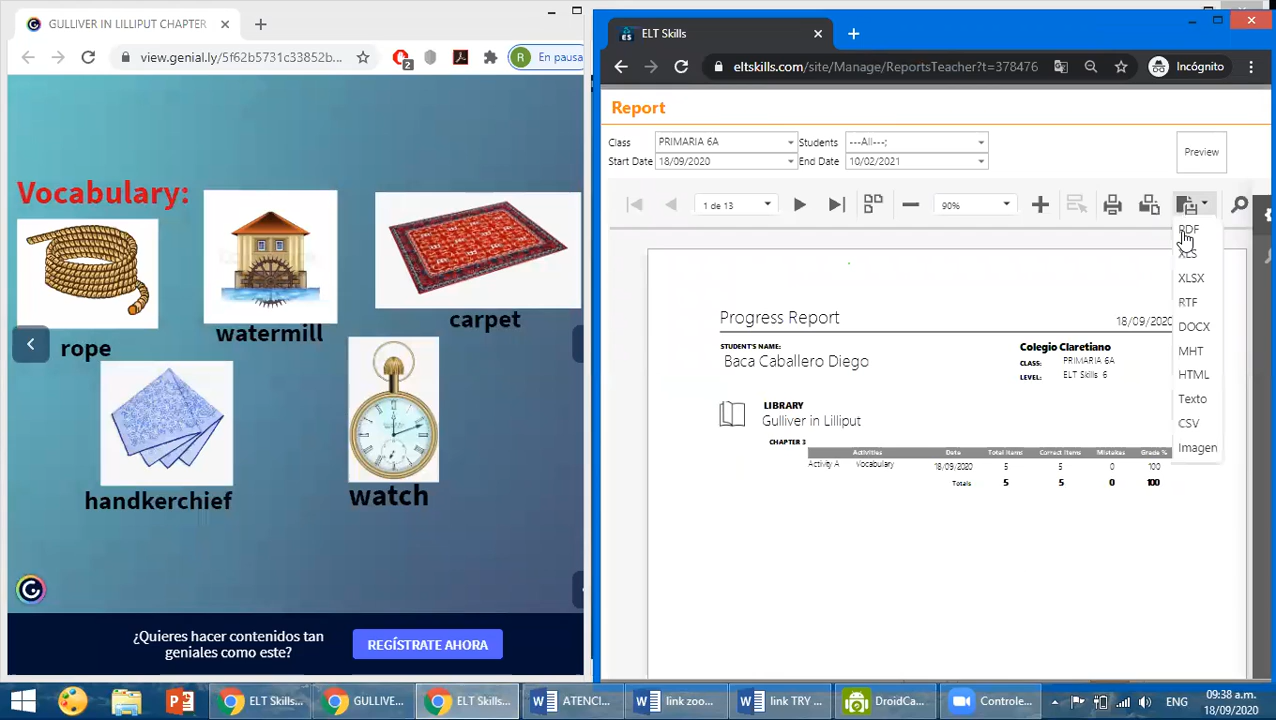 GULLIVER IN LILLIPUT CHAPTER
view.genial.ly/5f62b5731c33852b...
2
R
En pausa
Vocabulary:
rope
watermill
carpet
handkerchief
watch
¿Quieres hacer contenidos tan
geniales como este?
REGÍSTRATE AHORA
ES
ELT Skills
eltskills.com/site/Manage/ReportsTeacher?t=378476
Incógnito
Report
Class
PRIMARIA 6A
Students
---All---;
Start Date
18/09/2020
End Date
10/02/2021
Preview
1 de 13
90%
PDF
XLS
XLSX
RTF
DOCX
MHT
HTML
Texto
CSV
Imagen
Progress Report
18/09/2020
STUDENT'S NAME:
Baca Caballero Diego
Colegio Claretiano
CLASS: PRIMARIA 6A
LEVEL: ELT Skills 6
LIBRARY
Gulliver in Lilliput
CHAPTER 3
Activities Date Total Items Correct Items Mistakes Grade %
Activity A Vocabulary 18/09/2020 5 5 0 100
Totals 5 5 0 100
ELT Skills...
GULLIVE...
ELT Skills...
ATENCI...
link zoo...
link TRY ...
DroidCa...
Controle...
ENG
09:38 a.m.
18/09/2020